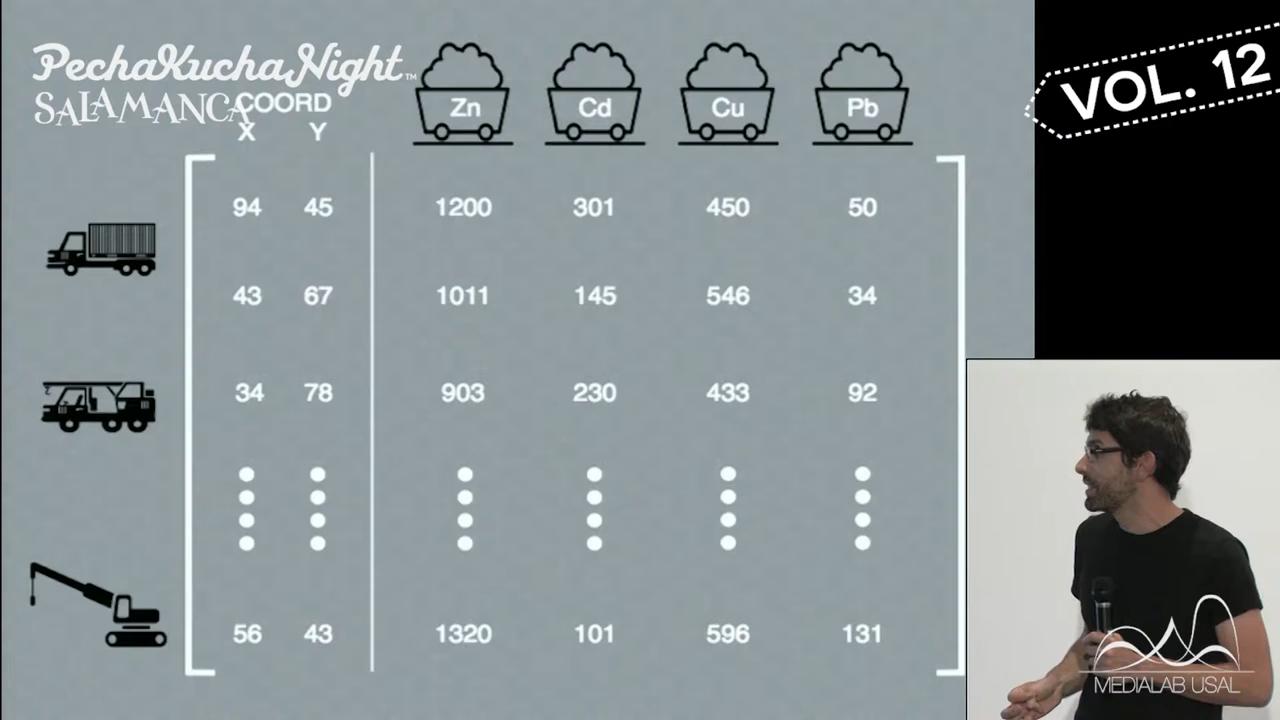 PechaKuchaNight™
SALAMANCA
COORD
X Y
Zn Cd Cu Pb
94 45 1200 301 450 50
43 67 1011 145 546 34
34 78 903 230 433 92
56 43 1320 101 596 131
VOL. 12
MEDIALAB USAL